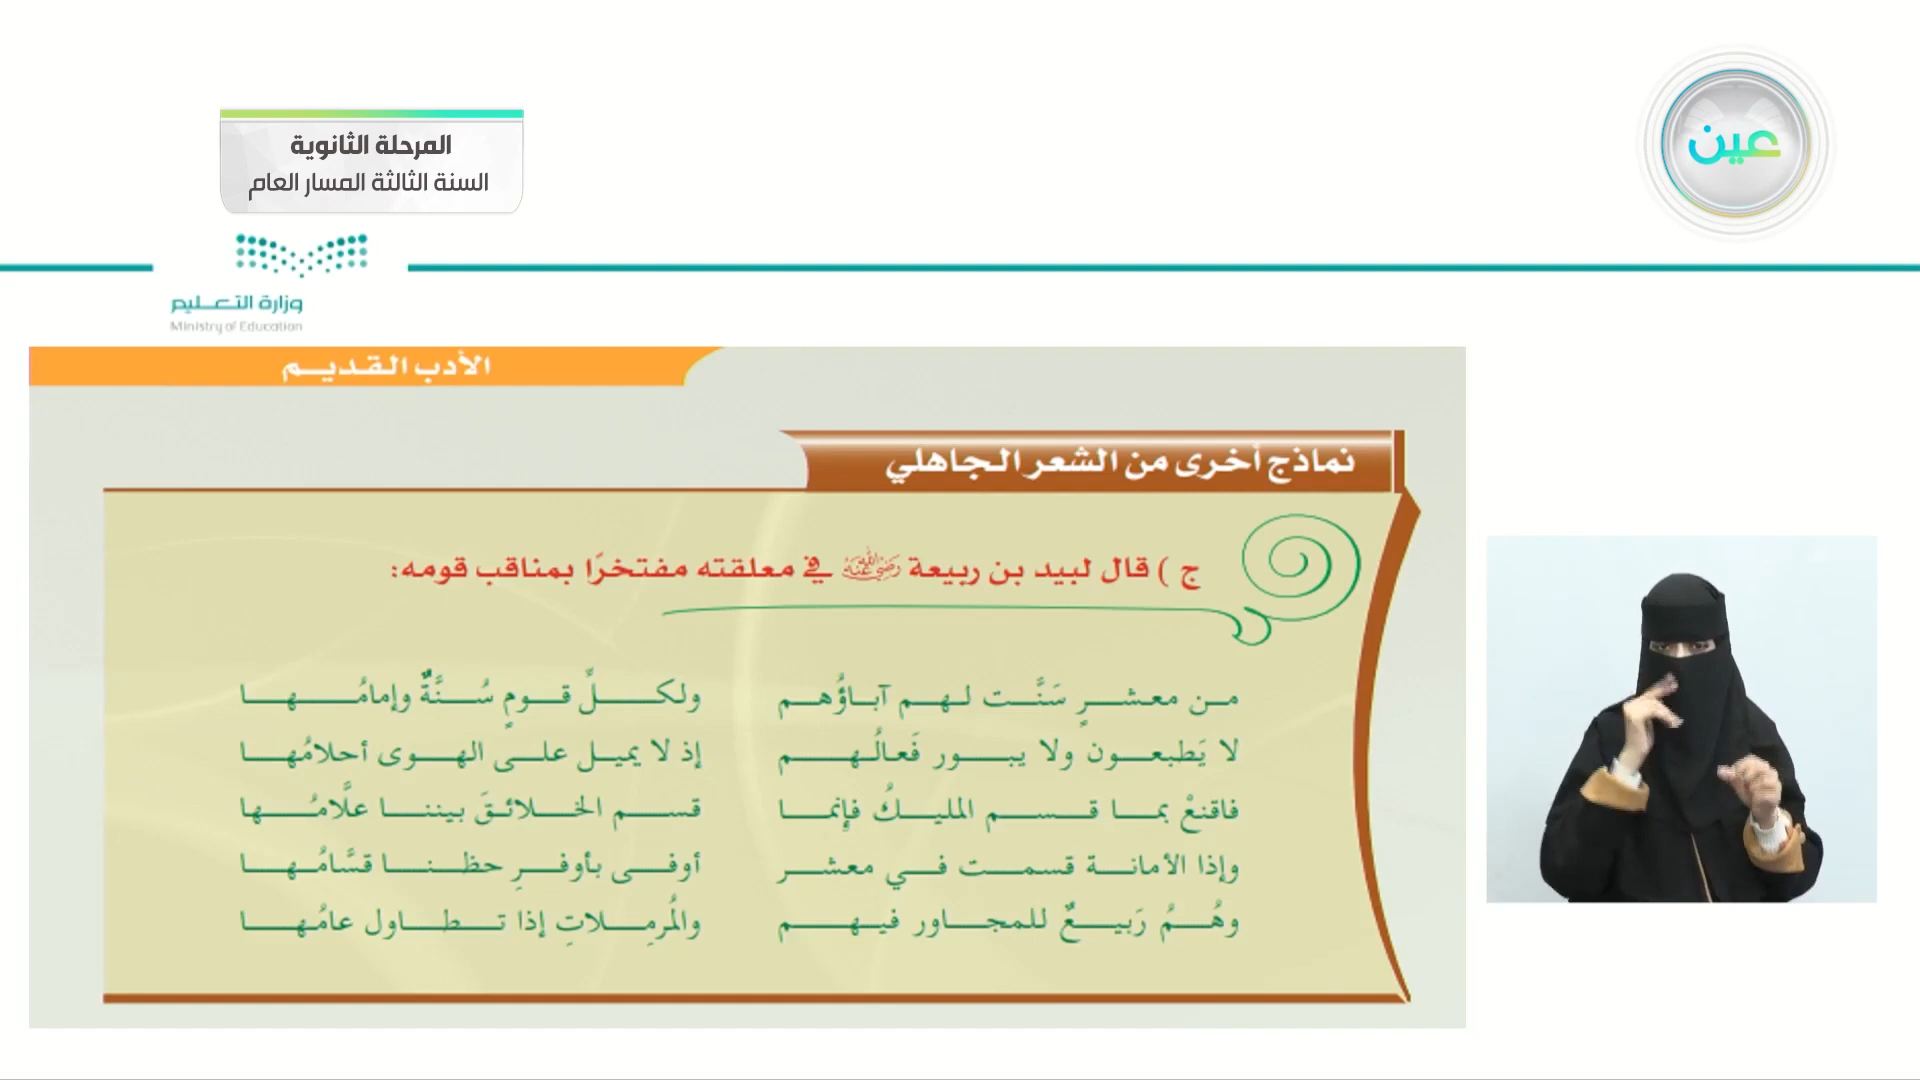 المرحلة الثانوية
السنة الثالثة المسار العام
عين
وزارة التعليم
Ministry of Education
الأدب القديم
نماذج أخرى من الشعر الجاهلي
ج ) قال لبيد بن ربيعة رضي الله عنه في معلقته مفتخرًا بمناقب قومه:
من معشرٍ سَنَّت لهم آباؤُهم ولكلِّ قومٍ سُنَّةٌ وإمامُها
لا يَطبعون ولا يبور فَعالُهم إذ لا يميل على الهوى أحلامُها
فاقنعْ بما قسم المليكُ فإنما قسم الخلائقَ بيننا علَّامُها
وإذا الأمانة قسمت في معشر أوفى بأوفرِ حظنا قسَّامُها
وهُمُ رَبيعٌ للمجاور فيهم والمُرمِلاتِ إذا تطاول عامُها